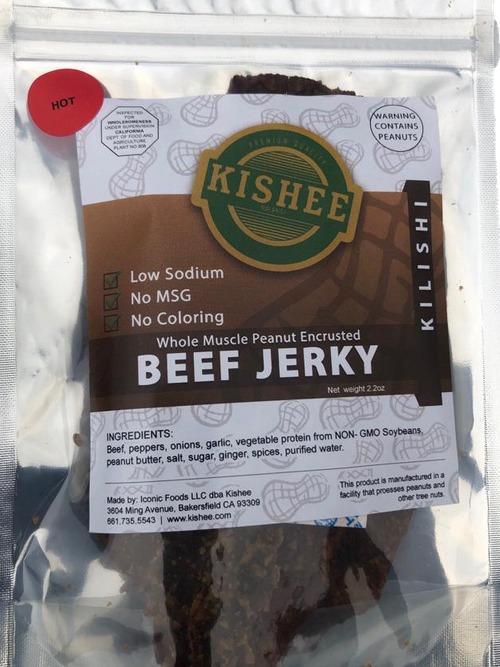 HOT
INSPECTED
FOR
WHOLESOMENESS
UNDER SUPERVISION
CALIFORNIA
DEPT OF FOOD AND
AGRICULTURE
PLANT NO
WARNING
CONTAINS
PEANUTS
PREMIUM QUALITY
KISHEE
KILISHI
Low Sodium
No MSG
No Coloring
Whole Muscle Peanut Encrusted
BEEF JERKY
Net weight 2.2oz
INGREDIENTS:
Beef, peppers, onions, garlic, vegetable protein from NON- GMO Soybeans,
peanut butter, salt, sugar, ginger, spices, purified water.
Made by: Iconic Foods LLC dba Kishee
3604 Ming Avenue, Bakersfield CA 93309
661.735.5543 | www.kishee.com
This product is manufactured in a
facility that proesses peanuts and
other tree nuts.